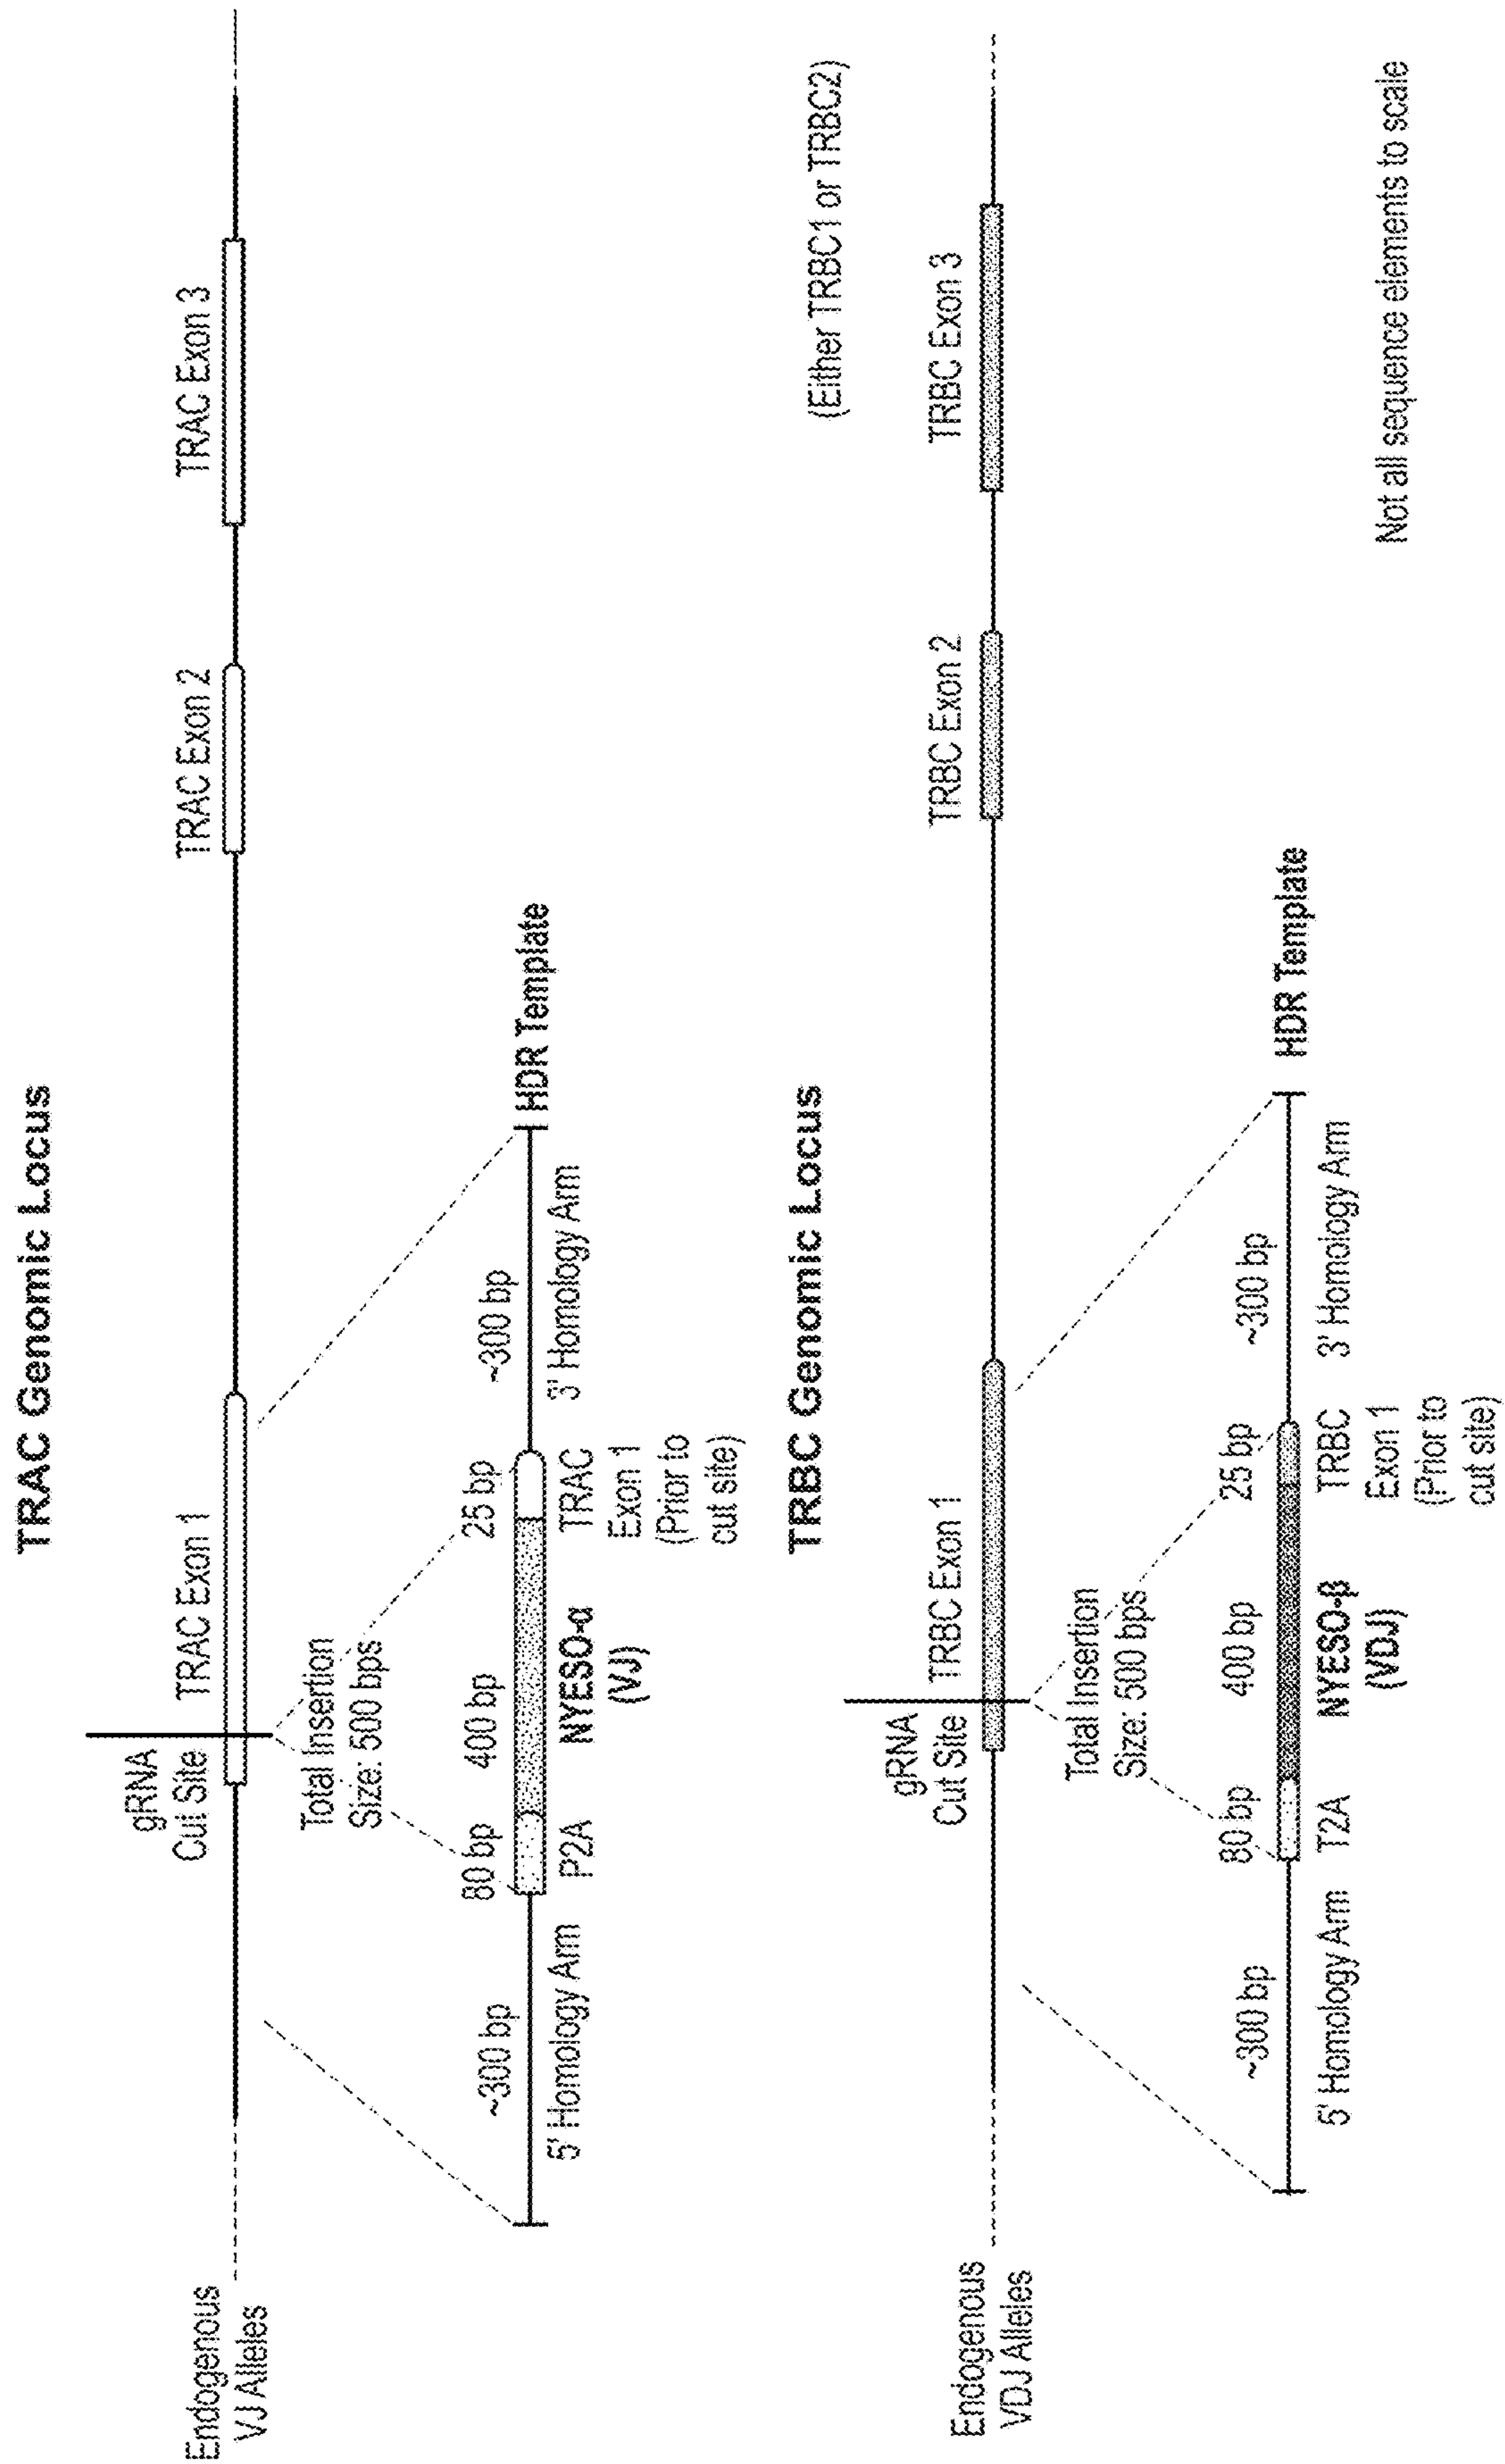 TRAC Genomic Locus
Endogenous
VJ Alleles
gRNA
Cut Site
TRAC Exon 1
TRAC Exon 2
TRAC Exon 3
Total Insertion
Size: 500 bps
~300 bp
80 bp
400 bp
25 bp
~300 bp
HDR Template
5' Homology Arm
P2A
NYESO-α
(VJ)
TRAC
Exon 1
(Prior to
cut site)
3' Homology Arm
TRBC Genomic Locus
(Either TRBC1 or TRBC2)
Endogenous
VDJ Alleles
gRNA
Cut Site
TRBC Exon 1
TRBC Exon 2
TRBC Exon 3
Total Insertion
Size: 500 bps
~300 bp
80 bp
400 bp
25 bp
~300 bp
HDR Template
5' Homology Arm
T2A
NYESO-β
(VDJ)
TRBC
Exon 1
(Prior to
cut site)
3' Homology Arm
Not all sequence elements to scale